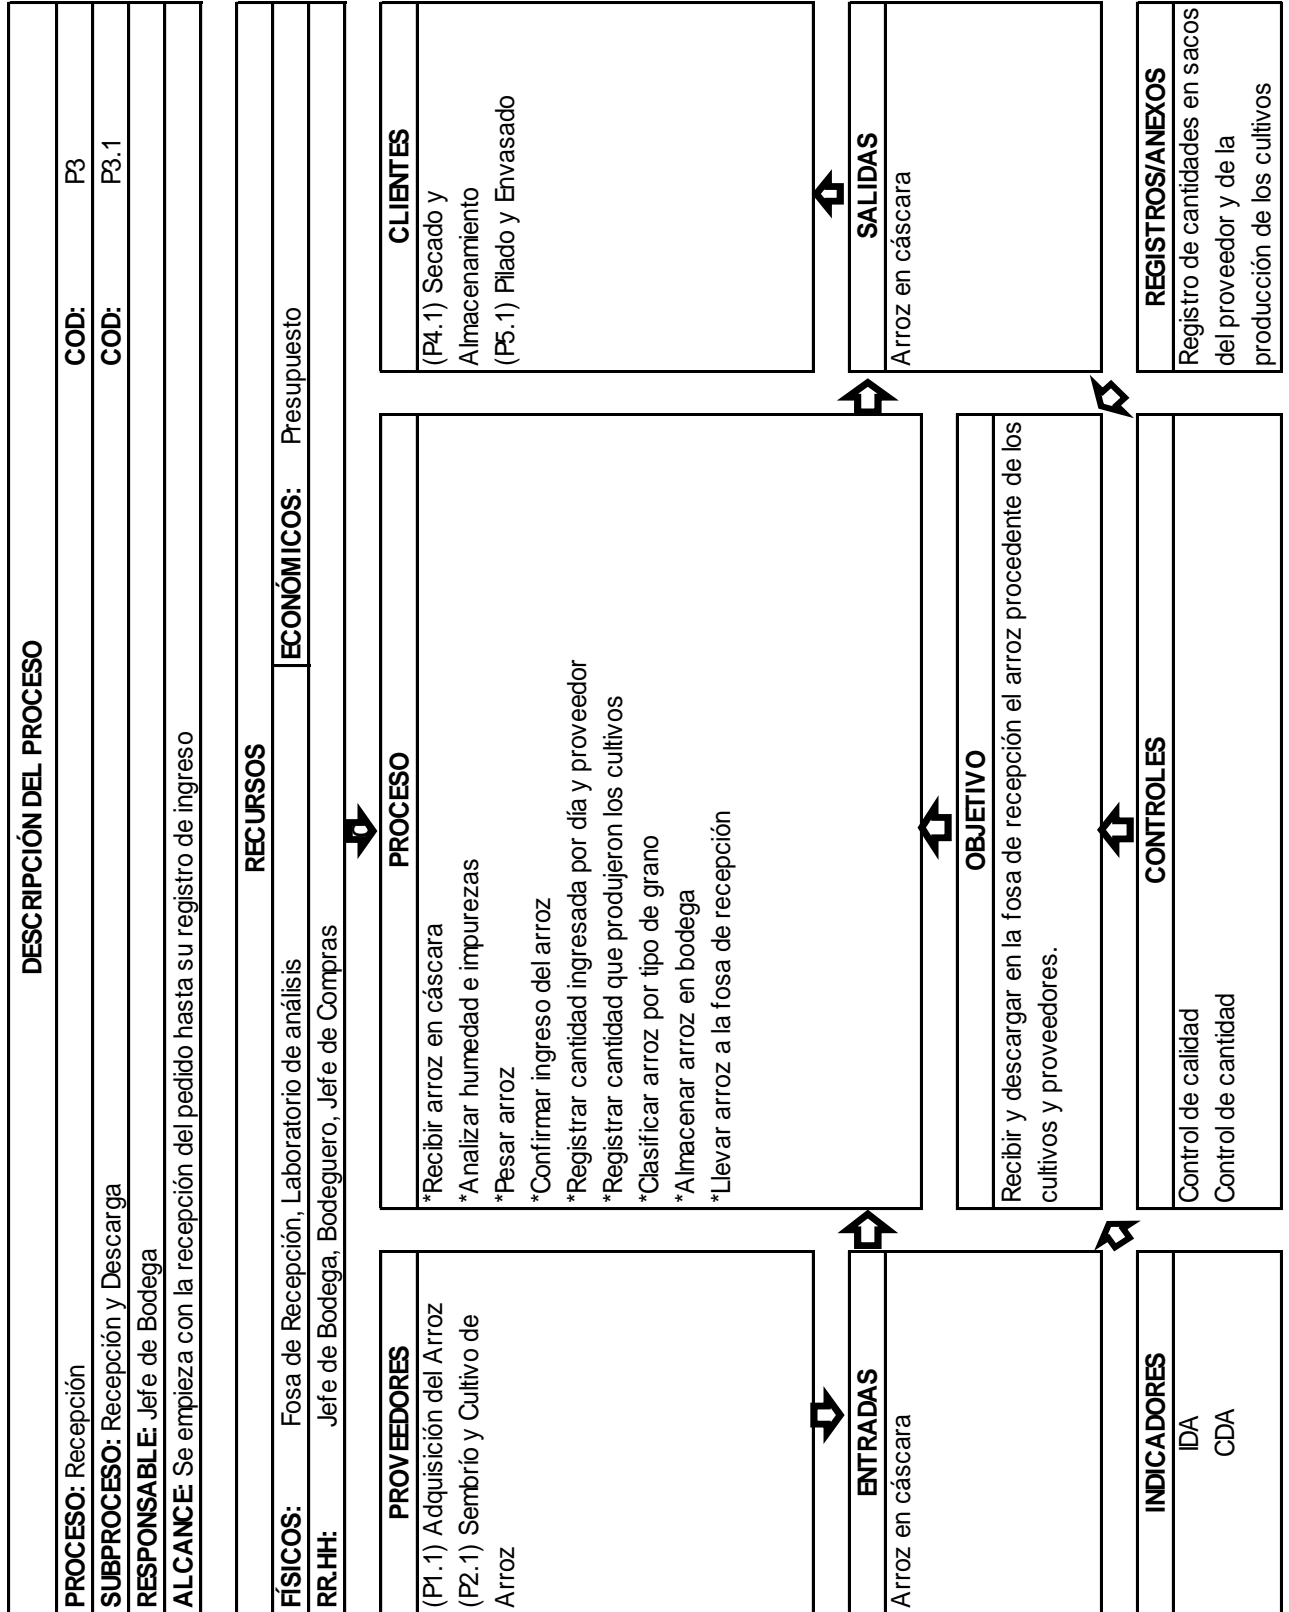 DESCRIPCIÓN DEL PROCESO
PROCESO: Recepción COD: P3
SUBPROCESO: Recepción y Descarga COD: P3.1
RESPONSABLE: Jefe de Bodega
ALCANCE: Se empieza con la recepción del pedido hasta su registro de ingreso
RECURSOS
FÍSICOS: Fosa de Recepción, Laboratorio de análisis ECONÓMICOS: Presupuesto
RR.HH: Jefe de Bodega, Bodeguero, Jefe de Compras
PROVEEDORES
(P1.1) Adquisición del Arroz
(P2.1) Sembrío y Cultivo de
Arroz
PROCESO
*Recibir arroz en cáscara
*Analizar humedad e impurezas
*Pesar arroz
*Confirmar ingreso del arroz
*Registrar cantidad ingresada por día y proveedor
*Registrar cantidad que produjeron los cultivos
*Clasificar arroz por tipo de grano
*Almacenar arroz en bodega
*Llevar arroz a la fosa de recepción
CLIENTES
(P4.1) Secado y
Almacenamiento
(P5.1) Pilado y Envasado
ENTRADAS
Arroz en cáscara
SALIDAS
Arroz en cáscara
OBJETIVO
Recibir y descargar en la fosa de recepción el arroz procedente de los
cultivos y proveedores.
INDICADORES
IDA
CDA
CONTROLES
Control de calidad
Control de cantidad
REGISTROS/ANEXOS
Registro de cantidades en sacos
del proveedor y de la
producción de los cultivos